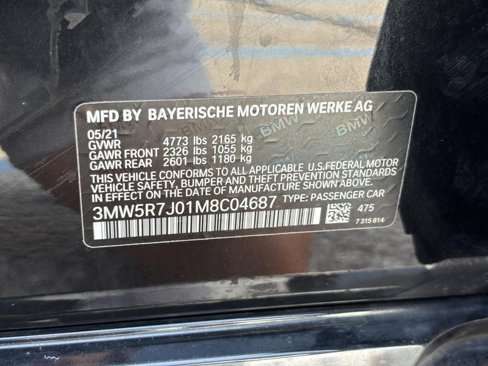 MFD BY BAYERISCHE MOTOREN WERKE AG
05/21
GVWR 4773 lbs 2165 kg
GAWR FRONT 2326 lbs 1055 kg
GAWR REAR 2601 lbs 1180 kg
THIS VEHICLE CONFORMS TO ALL APPLICABLE U.S.FEDERAL MOTOR
VEHICLE SAFETY, BUMPER AND THEFT PREVENTION STANDARDS
IN EFFECT ON THE DATE OF MANUFACTURE SHOWN ABOVE.
3MW5R7J01M8C04687 TYPE: PASSENGER CAR
475
7 315 814
BMW
BMW
BMW